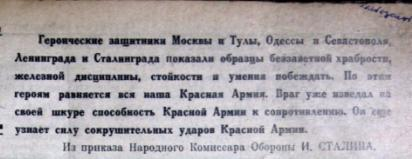 Героические защитники Москвы и Тулы, Одессы и Севастополя,
Ленинграда и Сталинграда показали образцы беззаветной храбрости,
железной дисциплины, стойкости и умения побеждать. По этим
героям равняется вся наша Красная Армия. Враг уже изведал на
своей шкуре способность Красной Армии к сопротивлению. Он еще
узнает силу сокрушительных ударов Красной Армии.
Из приказа Народного Комиссара Обороны И. СТАЛИНА.